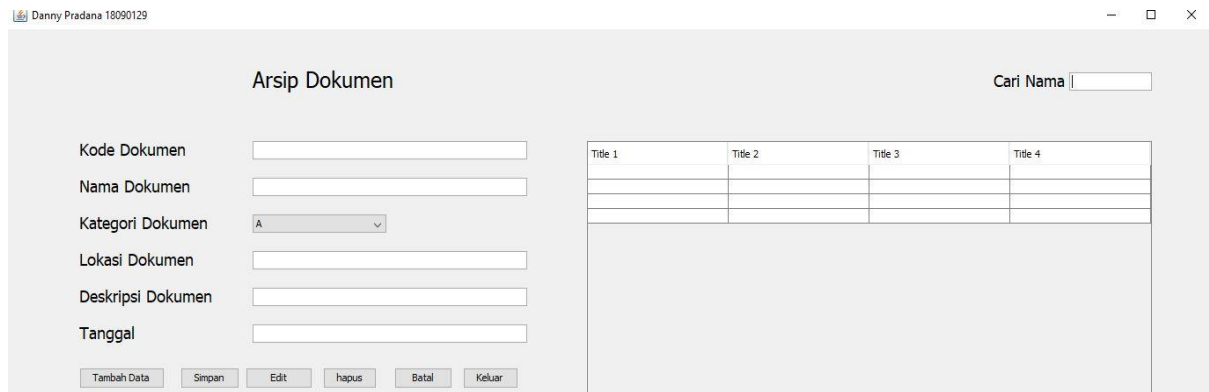 Danny Pradana 18090129
Arsip Dokumen
Cari Nama
Kode Dokumen
Nama Dokumen
Kategori Dokumen
A
Lokasi Dokumen
Deskripsi Dokumen
Tanggal
Tambah Data Simpan Edit hapus Batal Keluar
Title 1 Title 2 Title 3 Title 4